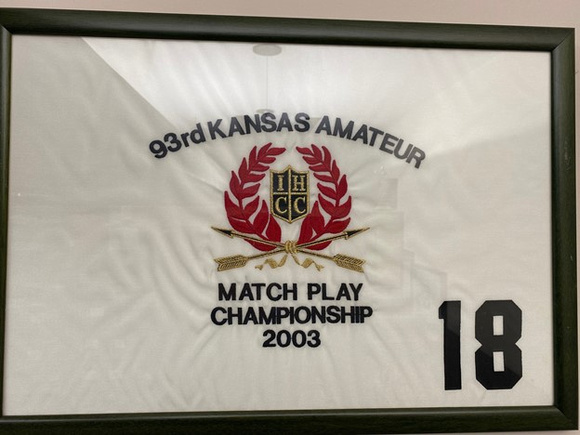 93rd KANSAS AMATEUR
I H
C C
MATCH PLAY
CHAMPIONSHIP
2003
18